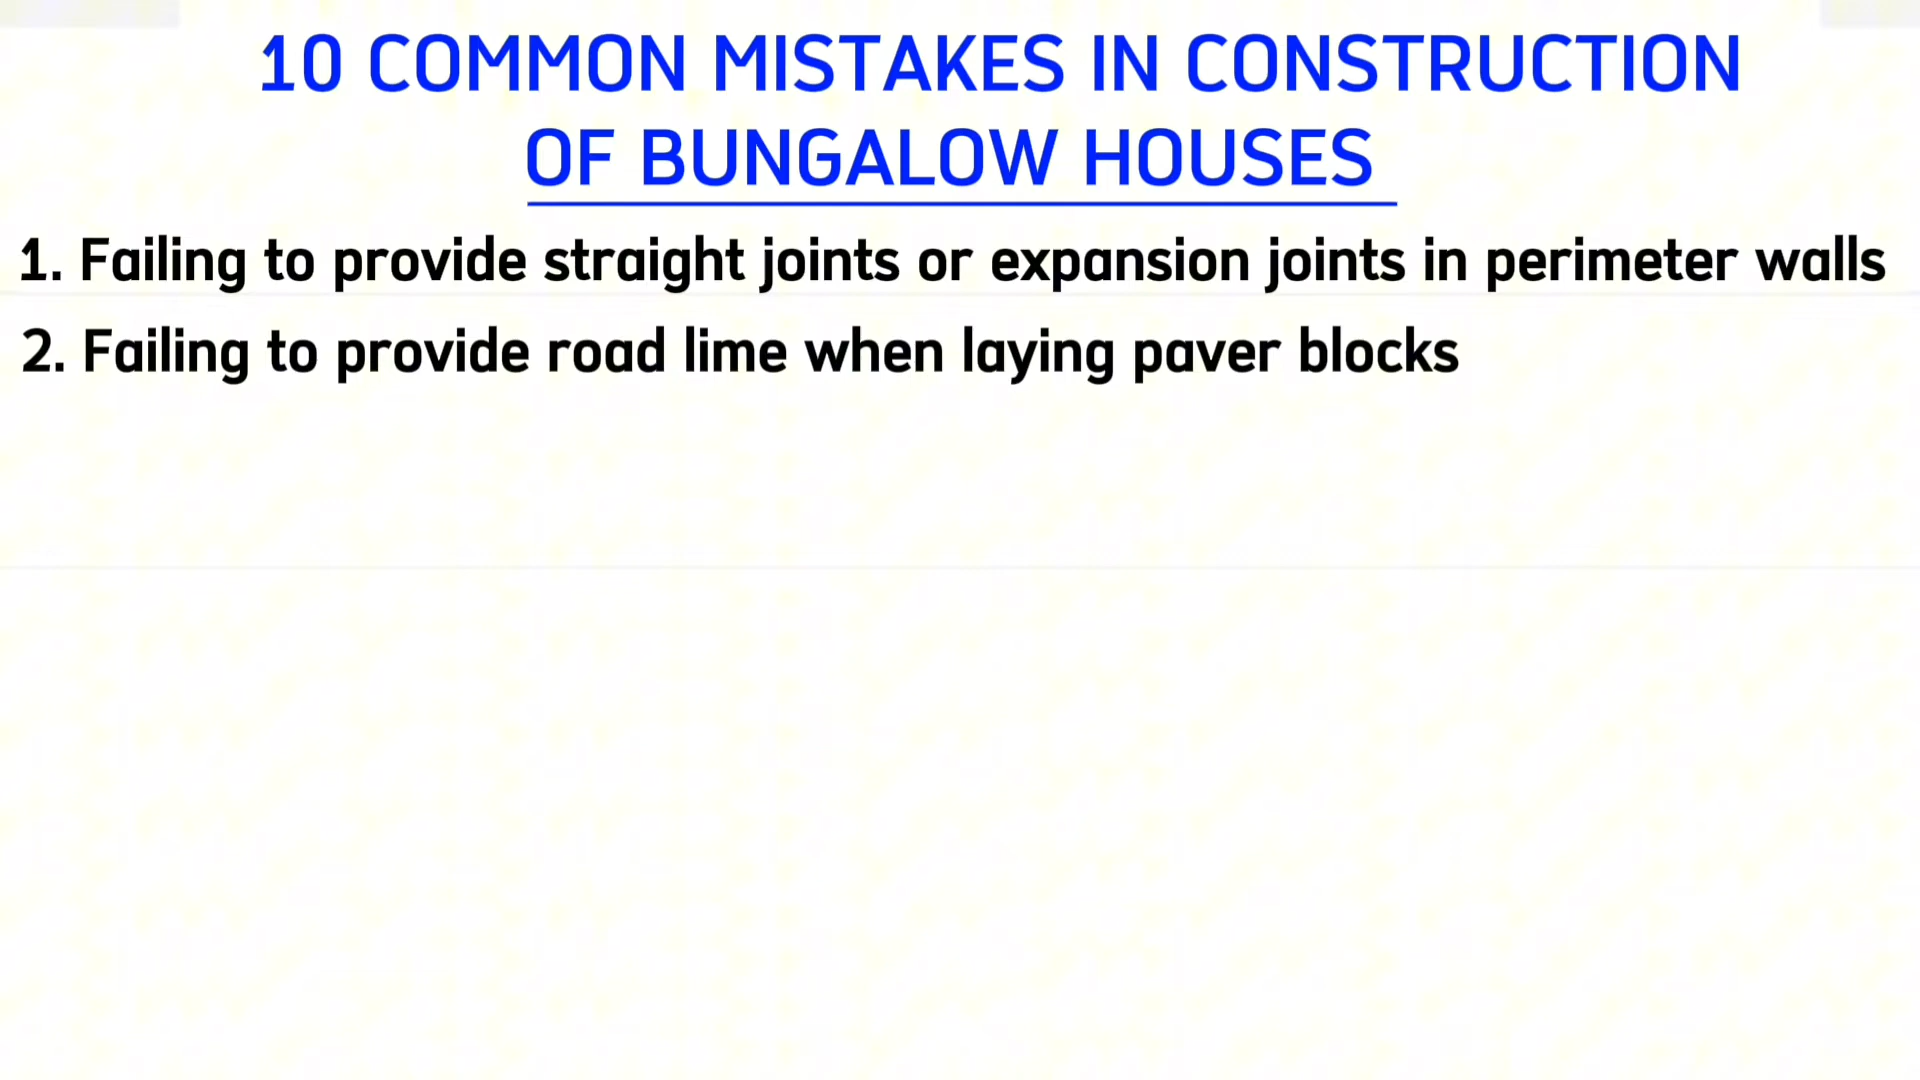 10 COMMON MISTAKES IN CONSTRUCTION
OF BUNGALOW HOUSES
1. Failing to provide straight joints or expansion joints in perimeter walls
2. Failing to provide road lime when laying paver blocks